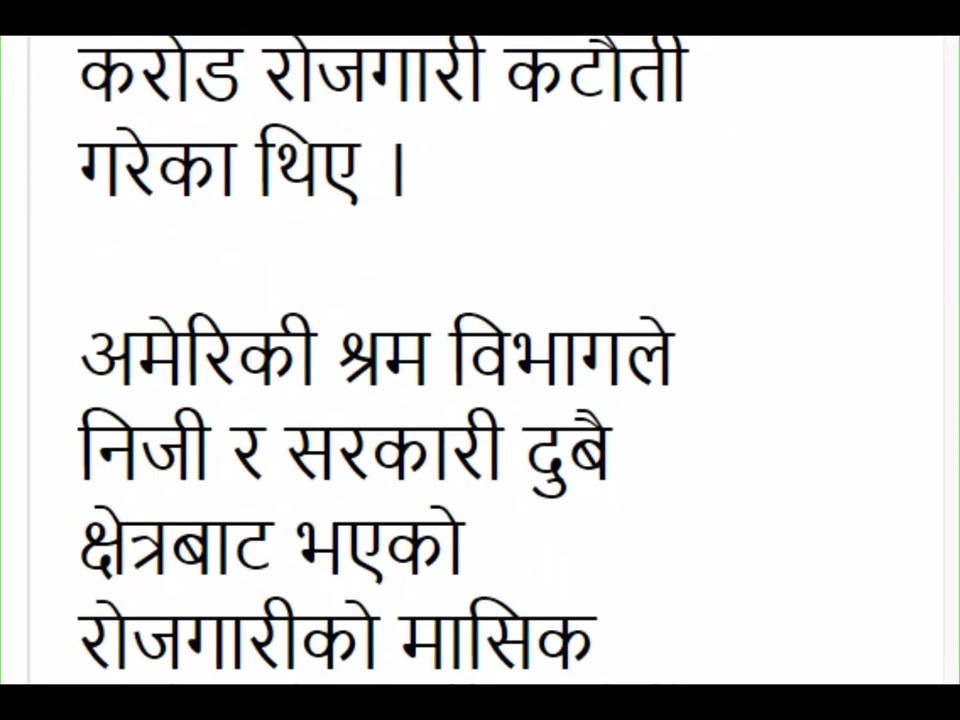 करोड रोजगारी कटौती
गरेका थिए ।
अमेरिकी श्रम विभागले
निजी र सरकारी दुबै
क्षेत्रबाट भएको
रोजगारीको मासिक